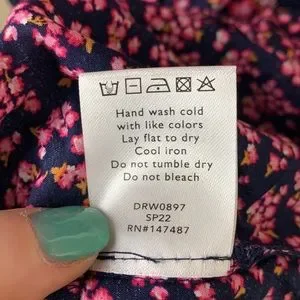 Hand wash cold
with like colors
Lay flat to dry
Cool iron
Do not tumble dry
Do not bleach
DRW0897
SP22
RN#147487